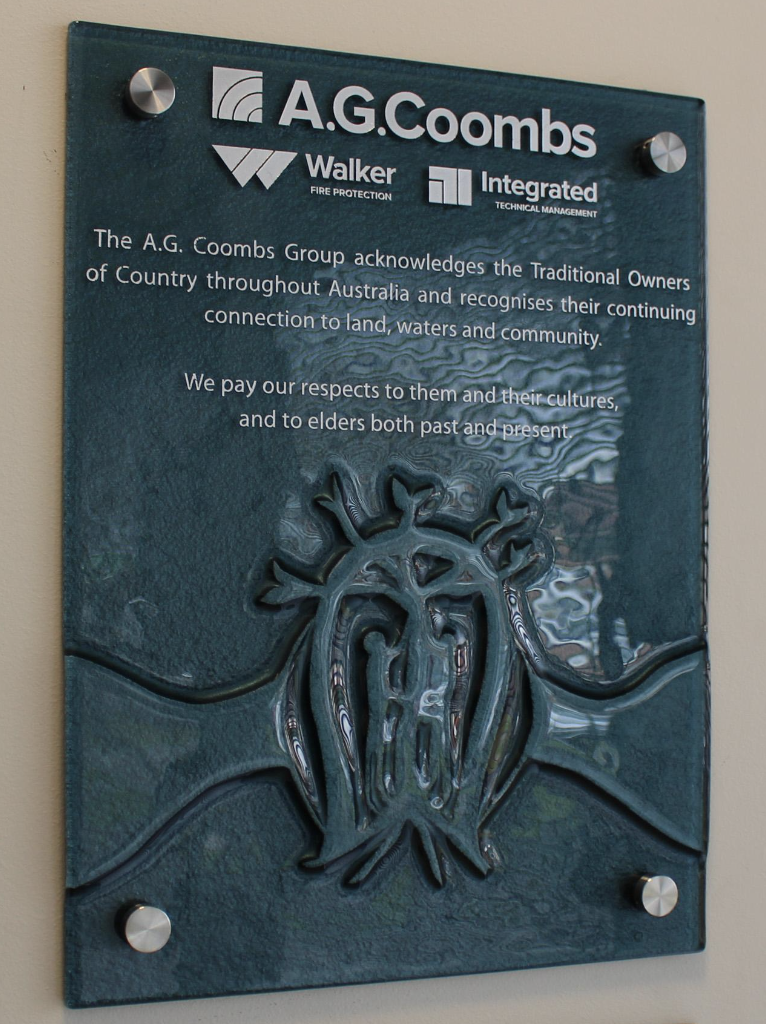 A.G.Coombs
Walker
FIRE PROTECTION
Integrated
TECHNICAL MANAGEMENT
The A.G. Coombs Group acknowledges the Traditional Owners
of Country throughout Australia and recognises their continuing
connection to land, waters and community.
We pay our respects to them and their cultures,
and to elders both past and present.